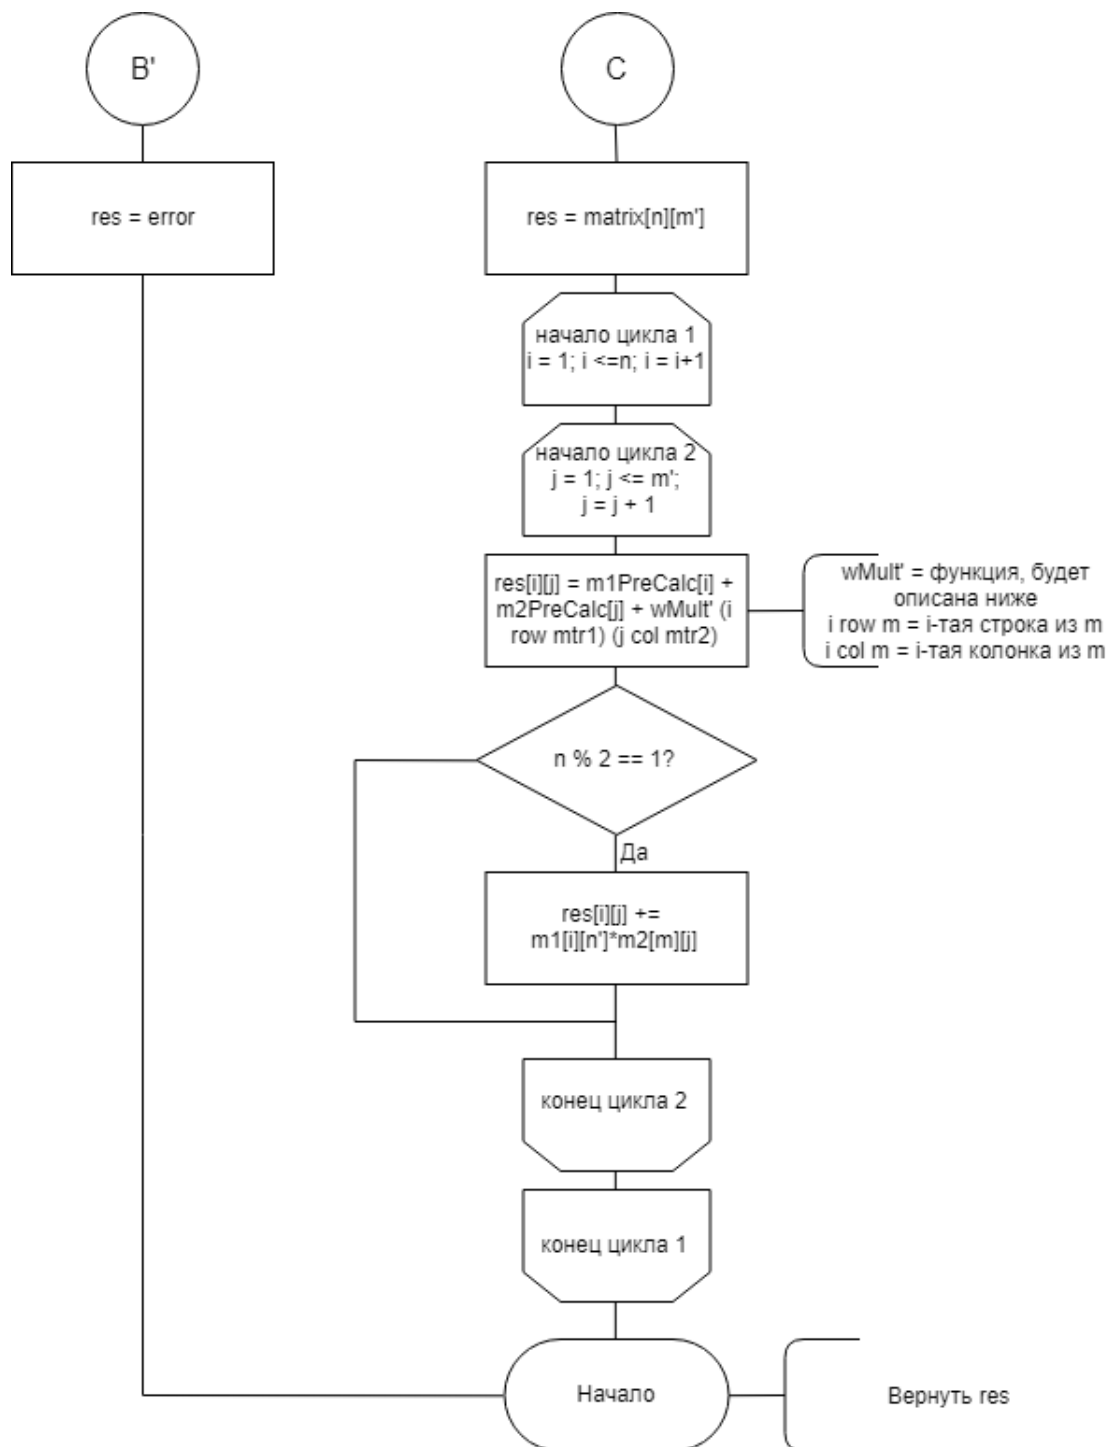 B'
C
res = error
res = matrix[n][m']
начало цикла 1
i = 1; i <=n; i = i+1
начало цикла 2
j = 1; j <= m';
j = j + 1
res[i][j] = m1PreCalc[i] +
m2PreCalc[j] + wMult' (i
row mtr1) (j col mtr2)
wMult' = функция, будет
описана ниже
i row m = i-тая строка из m
i col m = i-тая колонка из m
n % 2 == 1?
Да
res[i][j] +=
m1[i][n']*m2[m][j]
конец цикла 2
конец цикла 1
Начало
Вернуть res